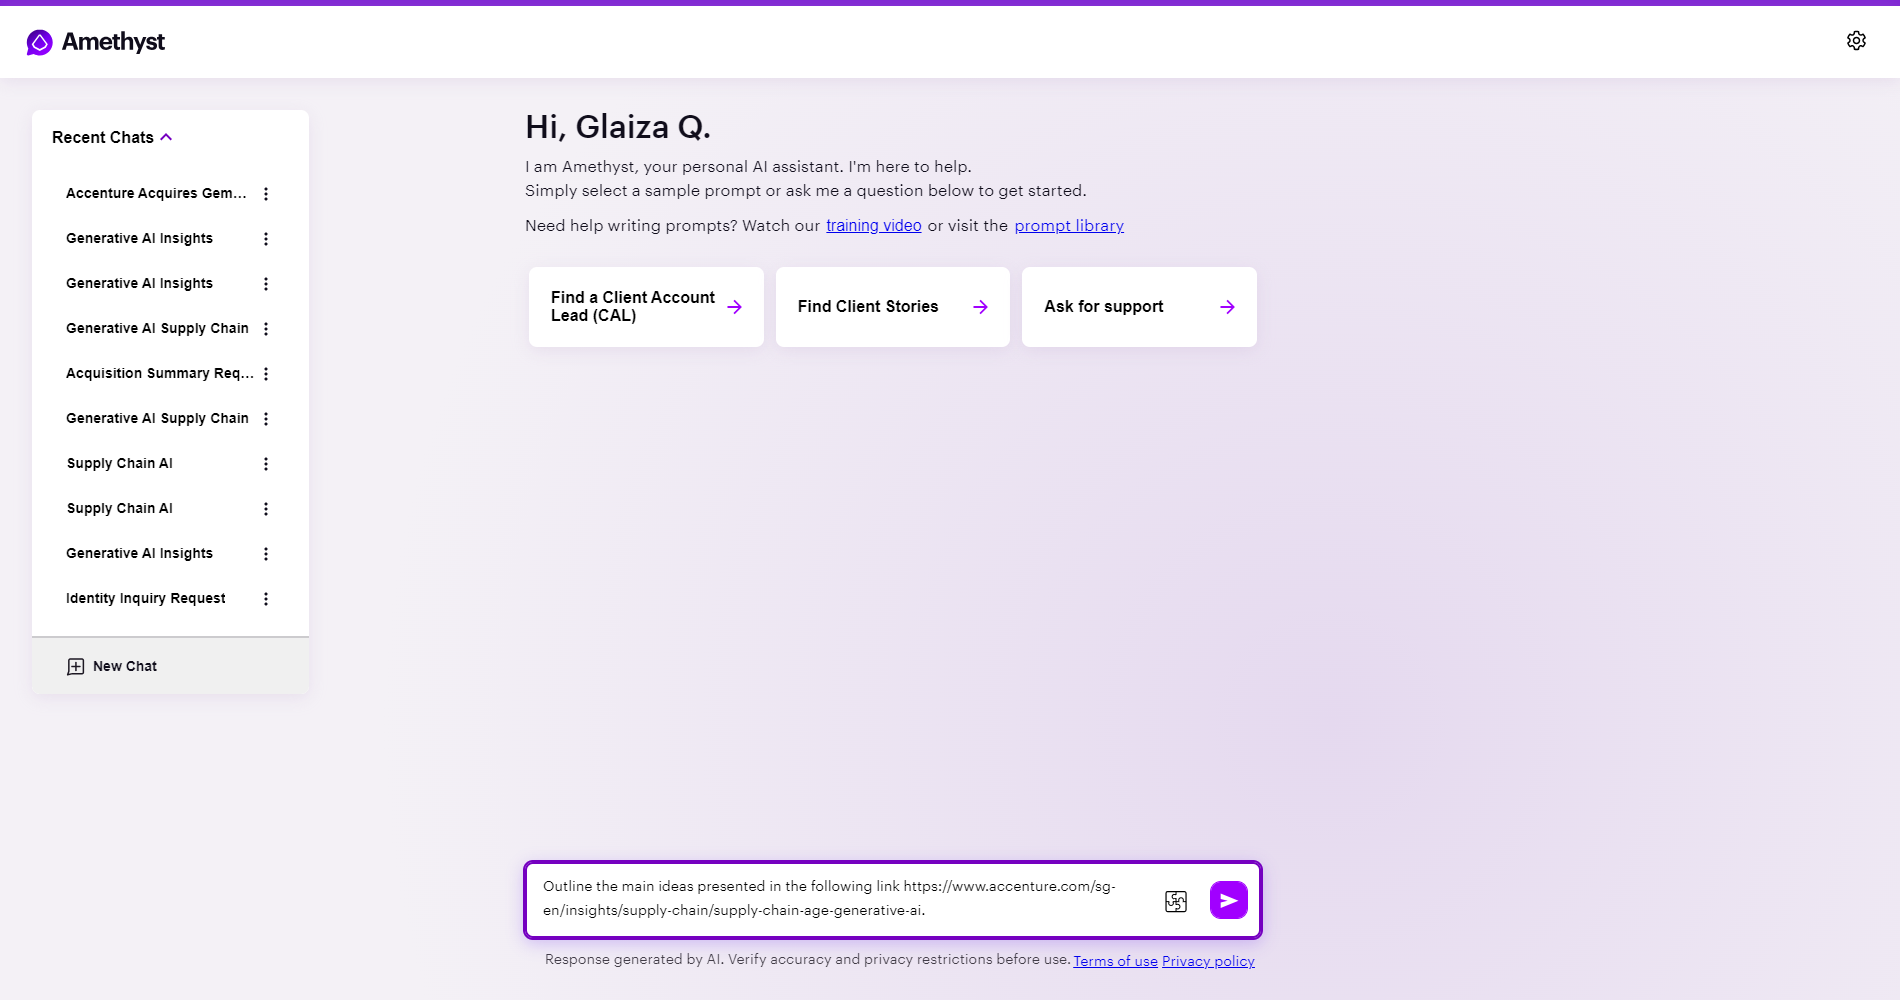 Amethyst
Recent Chats
Accenture Acquires Gem...
Generative AI Insights
Generative AI Insights
Generative AI Supply Chain
Acquisition Summary Req...
Generative AI Supply Chain
Supply Chain AI
Supply Chain AI
Generative AI Insights
Identity Inquiry Request
New Chat
Hi, Glaiza Q.
I am Amethyst, your personal AI assistant. I'm here to help.
Simply select a sample prompt or ask me a question below to get started.
Need help writing prompts? Watch our training video or visit the prompt library
Find a Client Account
Lead (CAL)
Find Client Stories
Ask for support
Outline the main ideas presented in the following link https://www.accenture.com/sg-
en/insights/supply-chain/supply-chain-age-generative-ai.
Response generated by AI. Verify accuracy and privacy restrictions before use. Terms of use Privacy policy